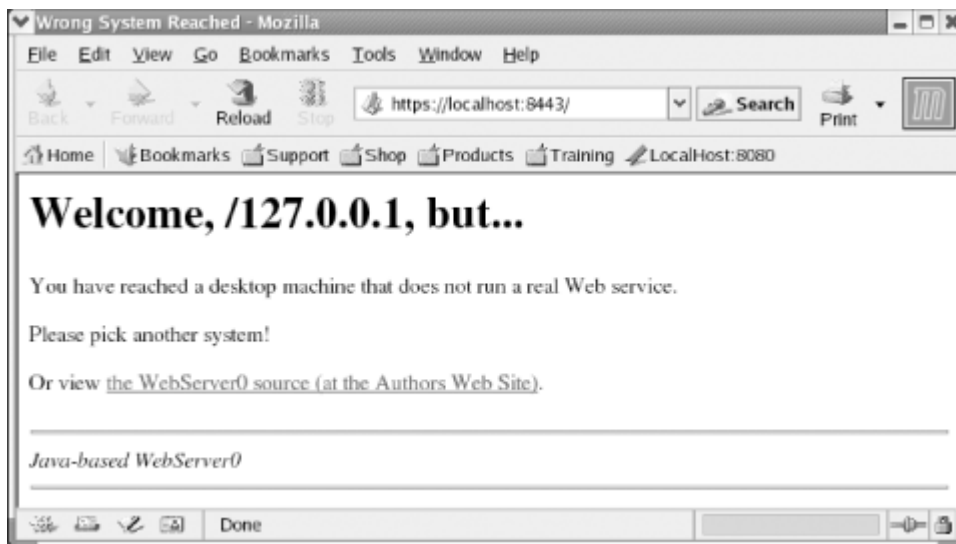 Wrong System Reached - Mozilla
File Edit View Go Bookmarks Tools Window Help
Back Forward Reload Stop https://localhost:8443/ Search Print
Home Bookmarks Support Shop Products Training LocalHost:8080
Welcome, /127.0.0.1, but...
You have reached a desktop machine that does not run a real Web service.
Please pick another system!
Or view the WebServer0 source (at the Authors Web Site).
Java-based WebServer0
Done